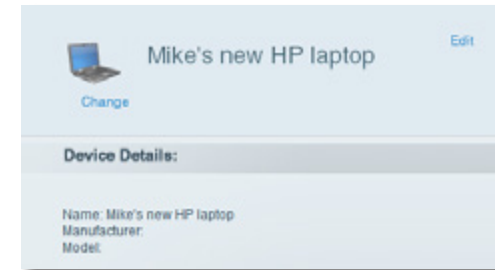 Mike's new HP laptop
Edit
Change
Device Details:
Name: Mike's new HP laptop
Manufacturer:
Model: